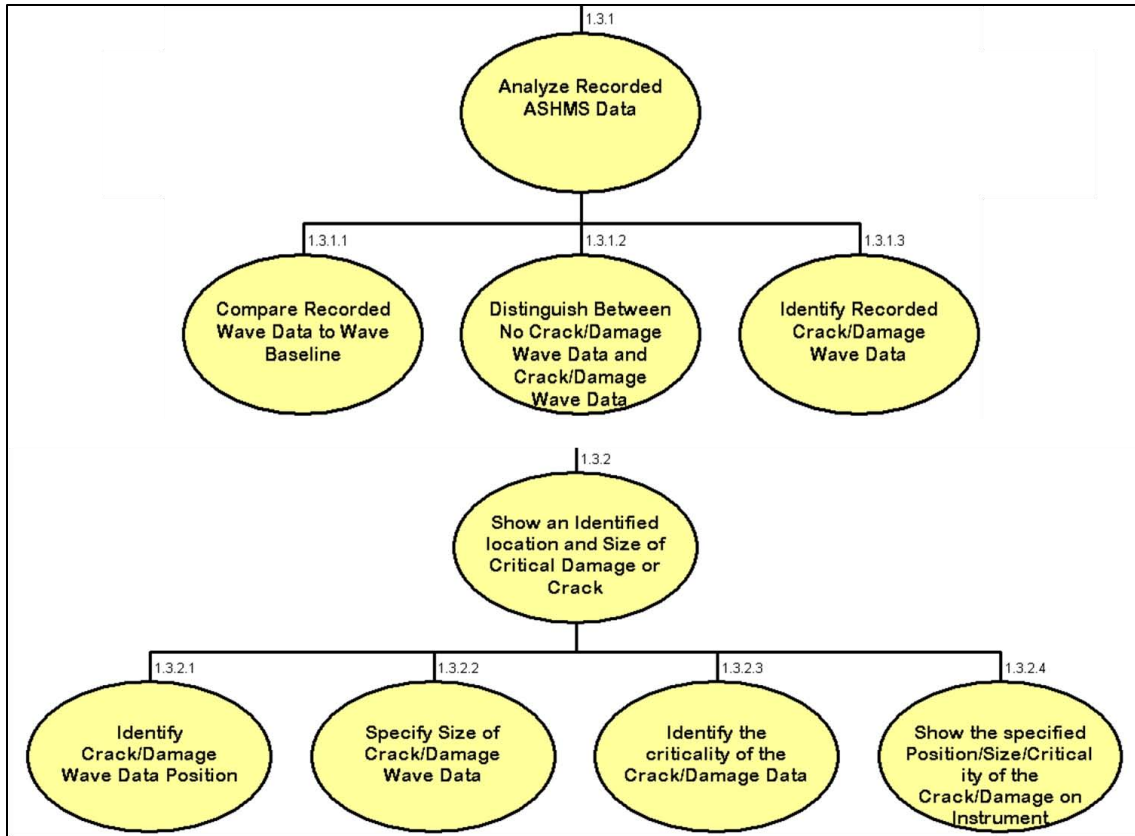 1.3.1
Analyze Recorded
ASHMS Data
1.3.1.1
Compare Recorded
Wave Data to Wave
Baseline
1.3.1.2
Distinguish Between
No Crack/Damage
Wave Data and
Crack/Damage
Wave Data
1.3.1.3
Identify Recorded
Crack/Damage
Wave Data
1.3.2
Show an Identified
location and Size of
Critical Damage or
Crack
1.3.2.1
Identify
Crack/Damage
Wave Data Position
1.3.2.2
Specify Size of
Crack/Damage
Wave Data
1.3.2.3
Identify the
criticality of the
Crack/Damage Data
1.3.2.4
Show the specified
Position/Size/Critical
ity of the
Crack/Damage on
Instrument